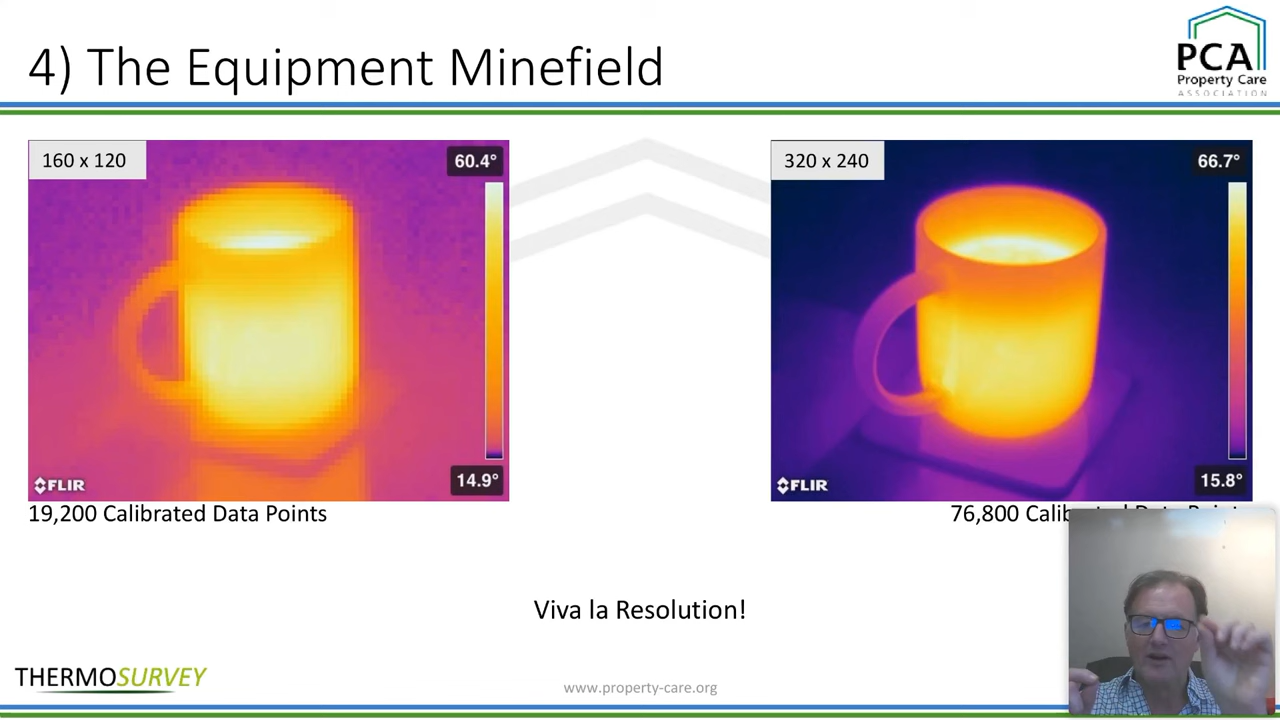 4) The Equipment Minefield
PCA
Property Care
ASSOCIATION
160 x 120
60.4°
14.9°
FLIR
320 x 240
66.7°
15.8°
FLIR
19,200 Calibrated Data Points
76,800
Viva la Resolution!
THERMOSURVEY
www.property-care.org